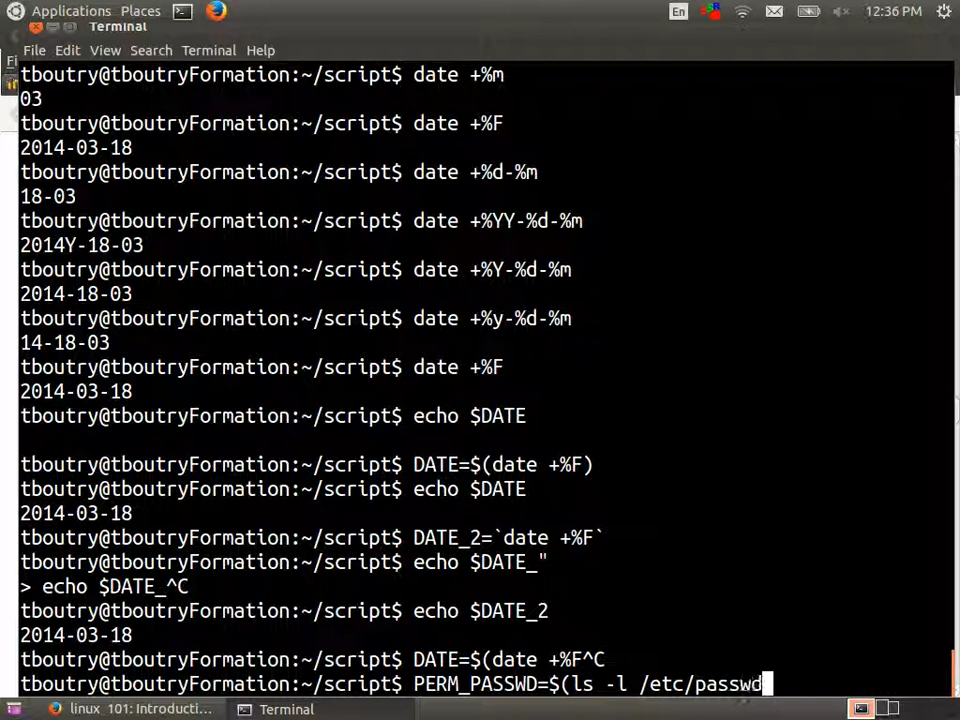 Applications Places En 12:36 PM
Terminal
File Edit View Search Terminal Help
tboutry@tboutryFormation:~/script$ date +%m
03
tboutry@tboutryFormation:~/script$ date +%F
2014-03-18
tboutry@tboutryFormation:~/script$ date +%d-%m
18-03
tboutry@tboutryFormation:~/script$ date +%YY-%d-%m
2014Y-18-03
tboutry@tboutryFormation:~/script$ date +%Y-%d-%m
2014-18-03
tboutry@tboutryFormation:~/script$ date +%y-%d-%m
14-18-03
tboutry@tboutryFormation:~/script$ date +%F
2014-03-18
tboutry@tboutryFormation:~/script$ echo $DATE
tboutry@tboutryFormation:~/script$ DATE=$(date +%F)
tboutry@tboutryFormation:~/script$ echo $DATE
2014-03-18
tboutry@tboutryFormation:~/script$ DATE_2=`date +%F`
tboutry@tboutryFormation:~/script$ echo $DATE_"
> echo $DATE_^C
tboutry@tboutryFormation:~/script$ echo $DATE_2
2014-03-18
tboutry@tboutryFormation:~/script$ DATE=$(date +%F^C
tboutry@tboutryFormation:~/script$ PERM_PASSWD=$(ls -l /etc/passwd
linux_101: Introducti... Terminal